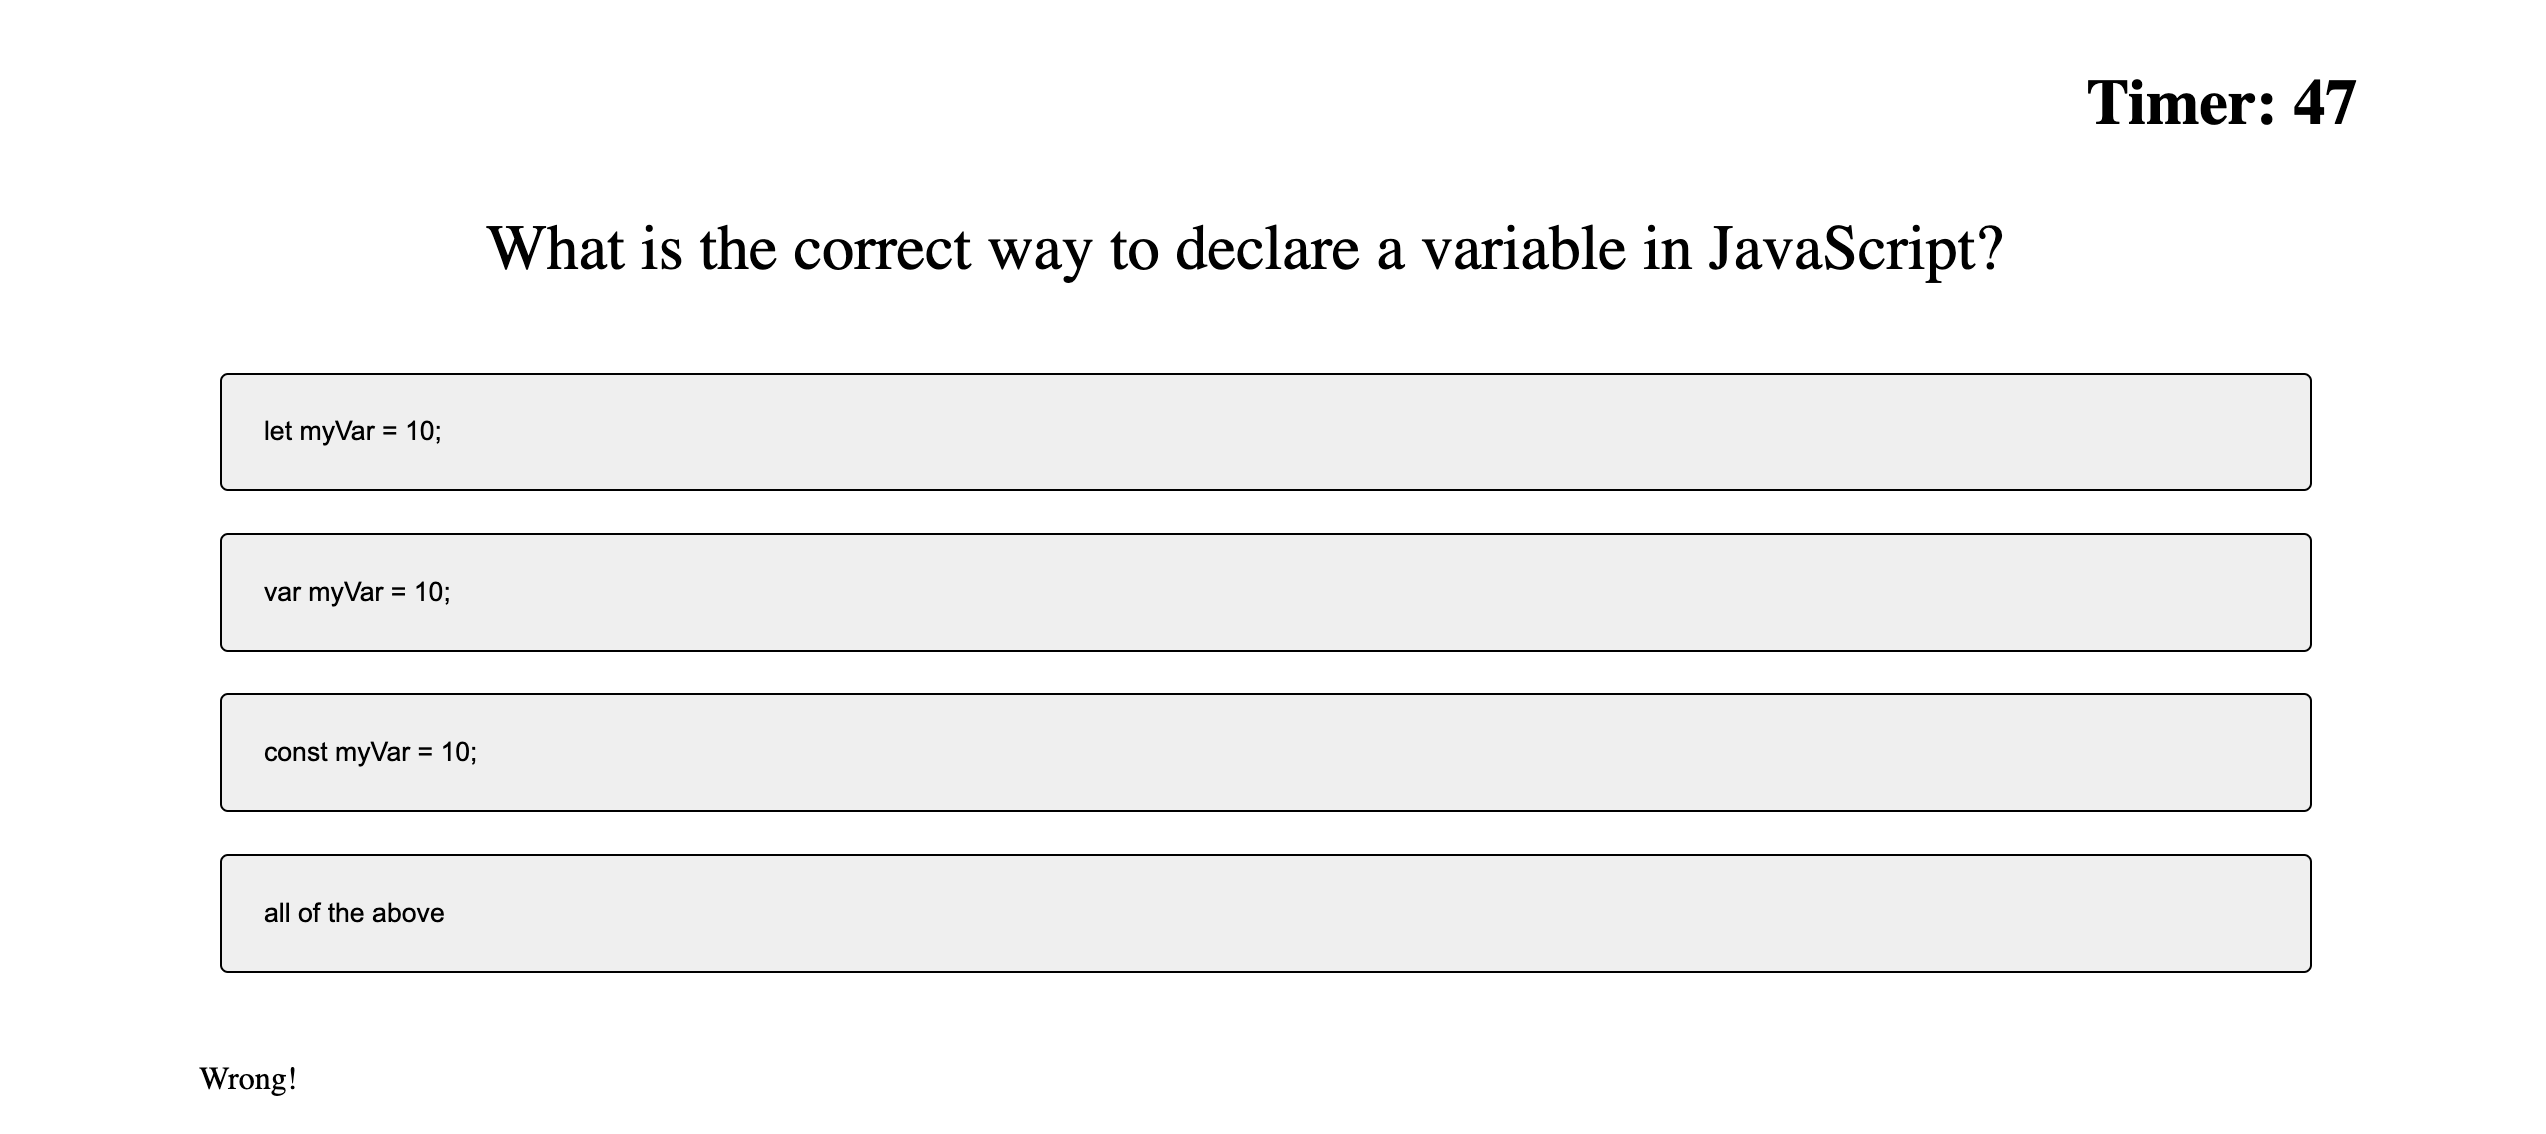 Timer: 47
What is the correct way to declare a variable in JavaScript?
let myVar = 10;
var myVar = 10;
const myVar = 10;
all of the above
Wrong!